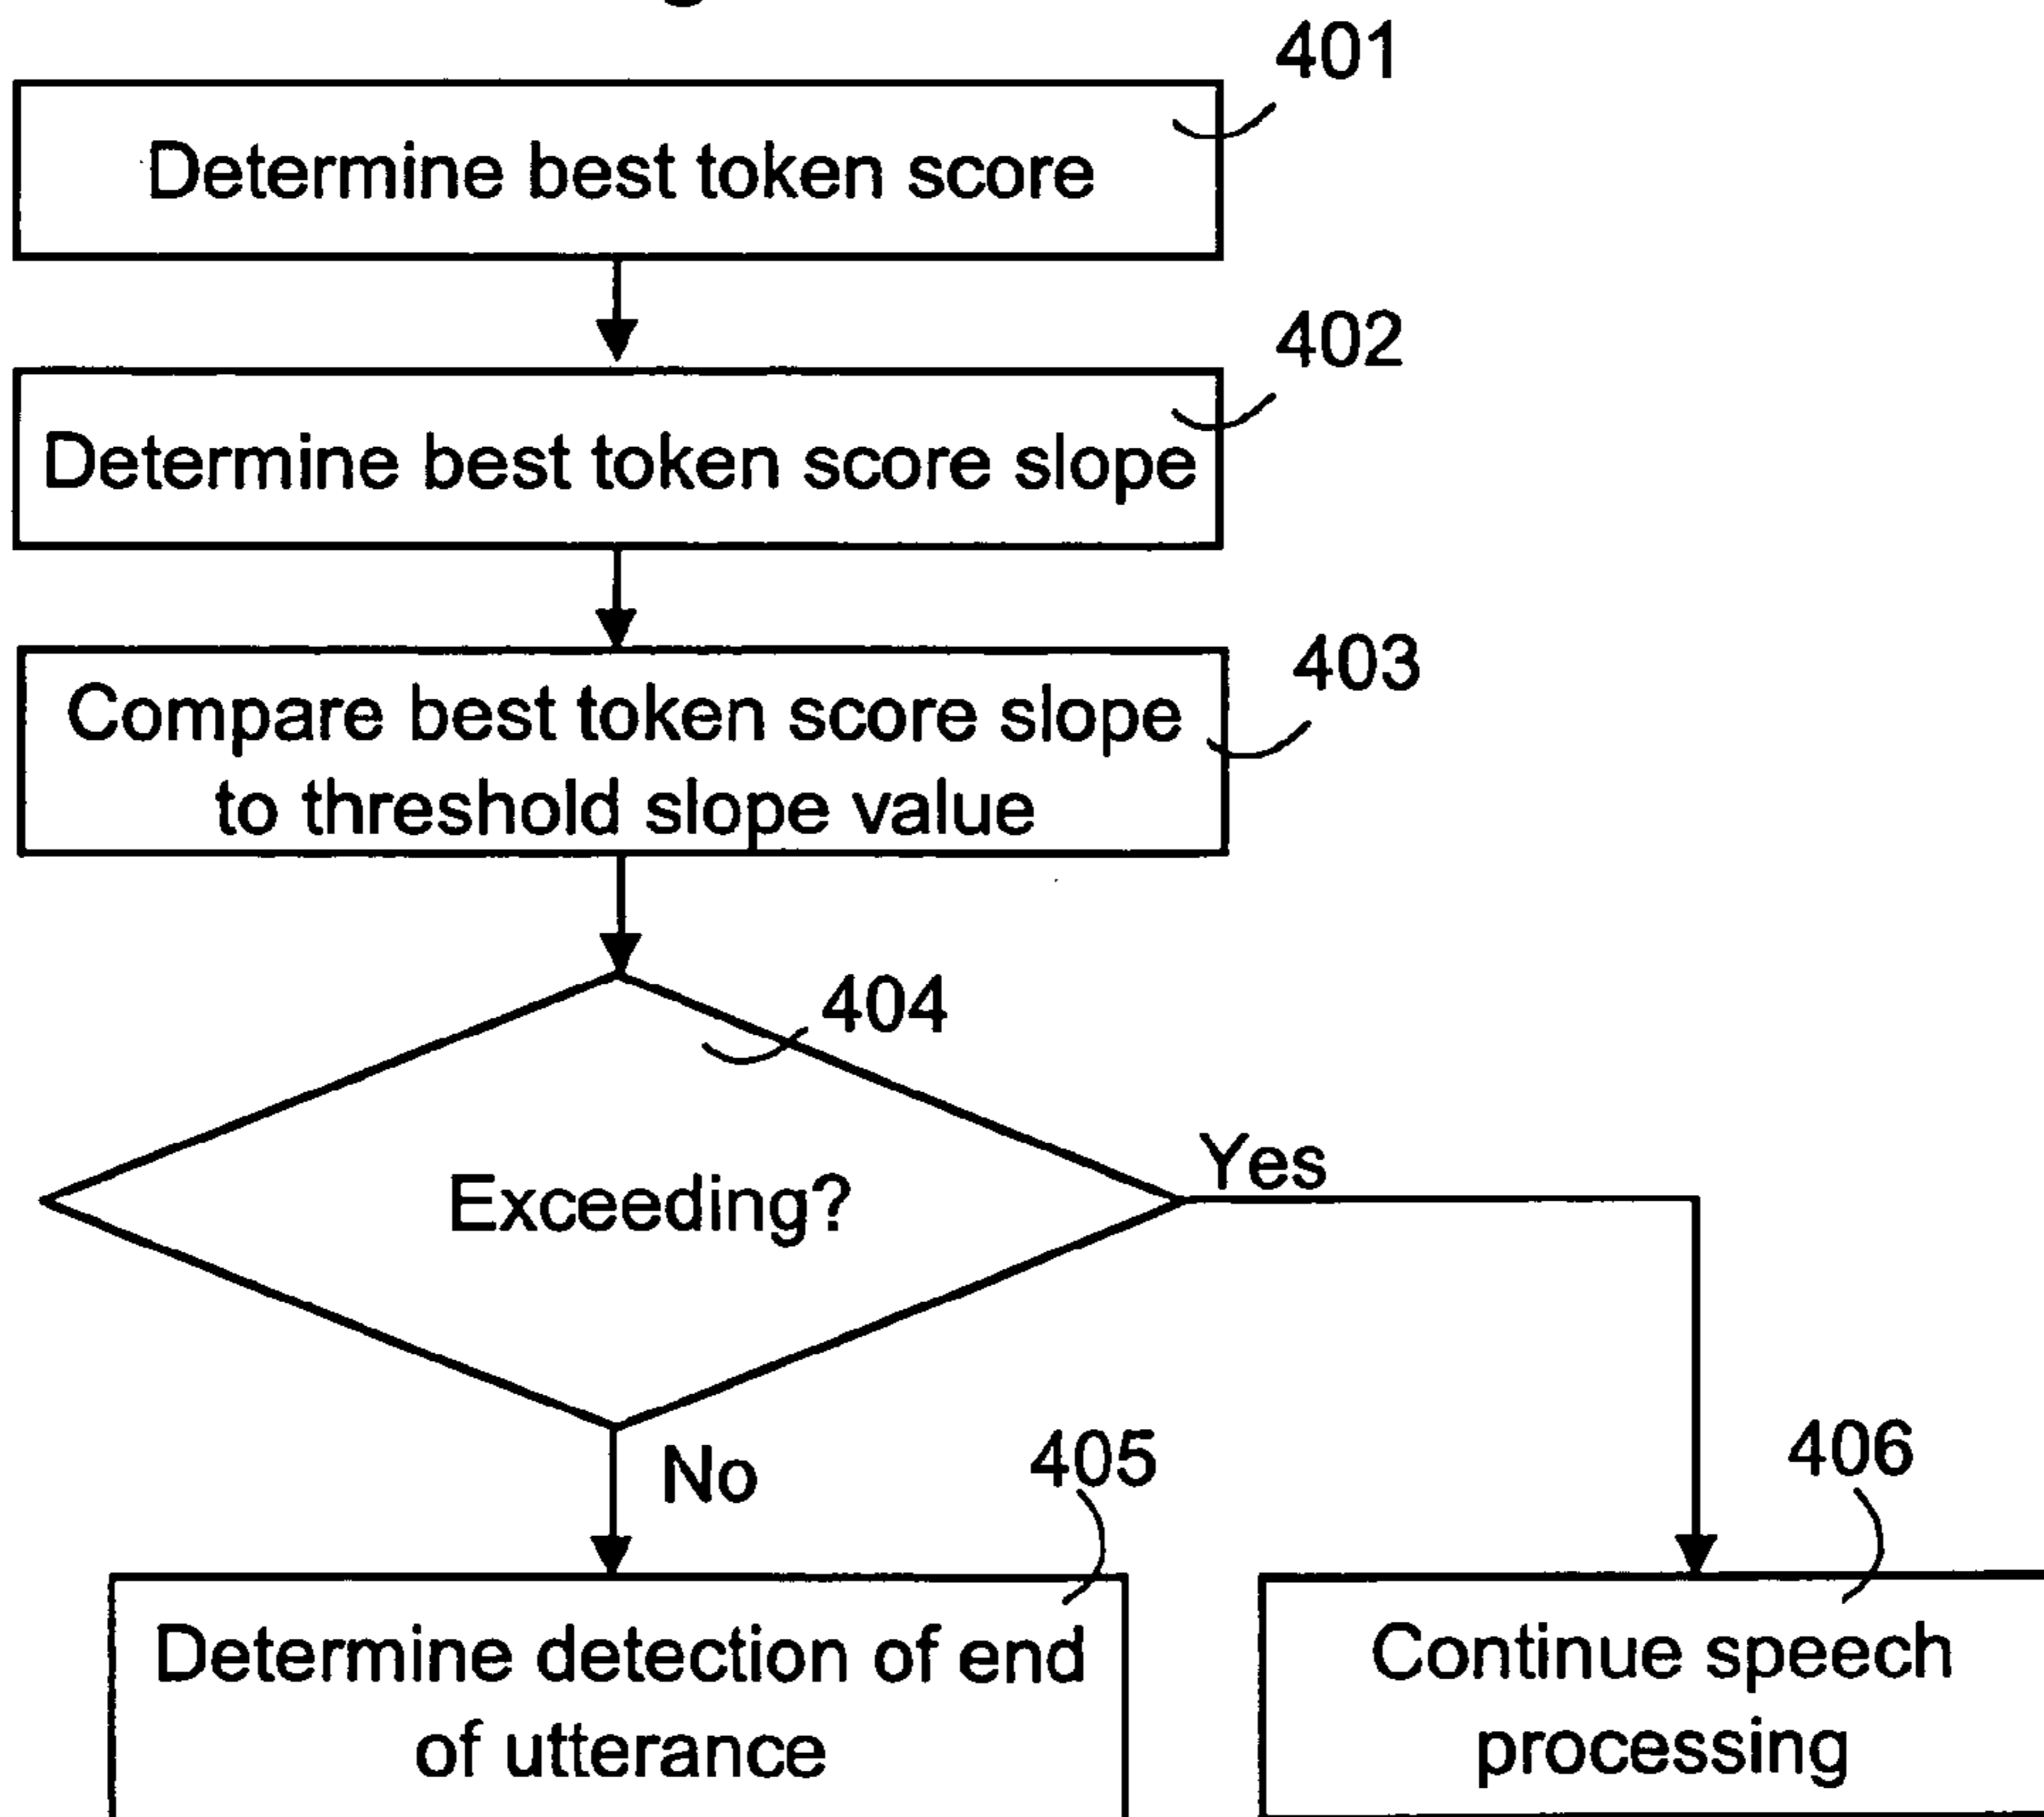 401
Determine best token score
402
Determine best token score slope
403
Compare best token score slope
to threshold slope value
404
Exceeding?
Yes
No
405
406
Determine detection of end
of utterance
Continue speech
processing